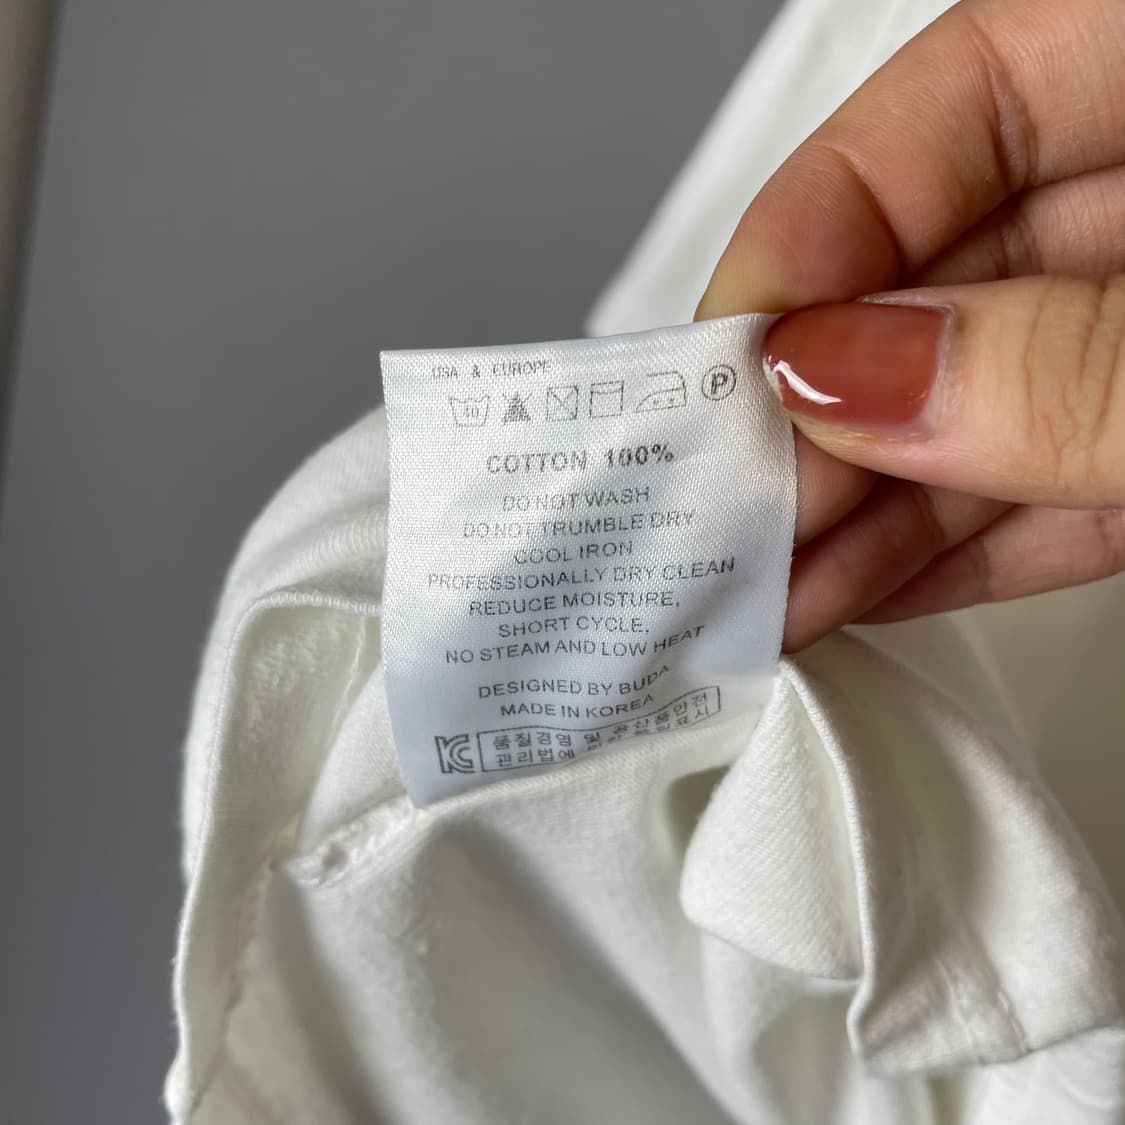 USA & EUROPE
40 P
COTTON 100%
DO NOT WASH
DO NOT TRUMBLE DRY
COOL IRON
PROFESSIONALLY DRY CLEAN
REDUCE MOISTURE,
SHORT CYCLE,
NO STEAM AND LOW HEAT
DESIGNED BY BUDA
MADE IN KOREA
품질경영 및 공산품안전
관리법에 표시